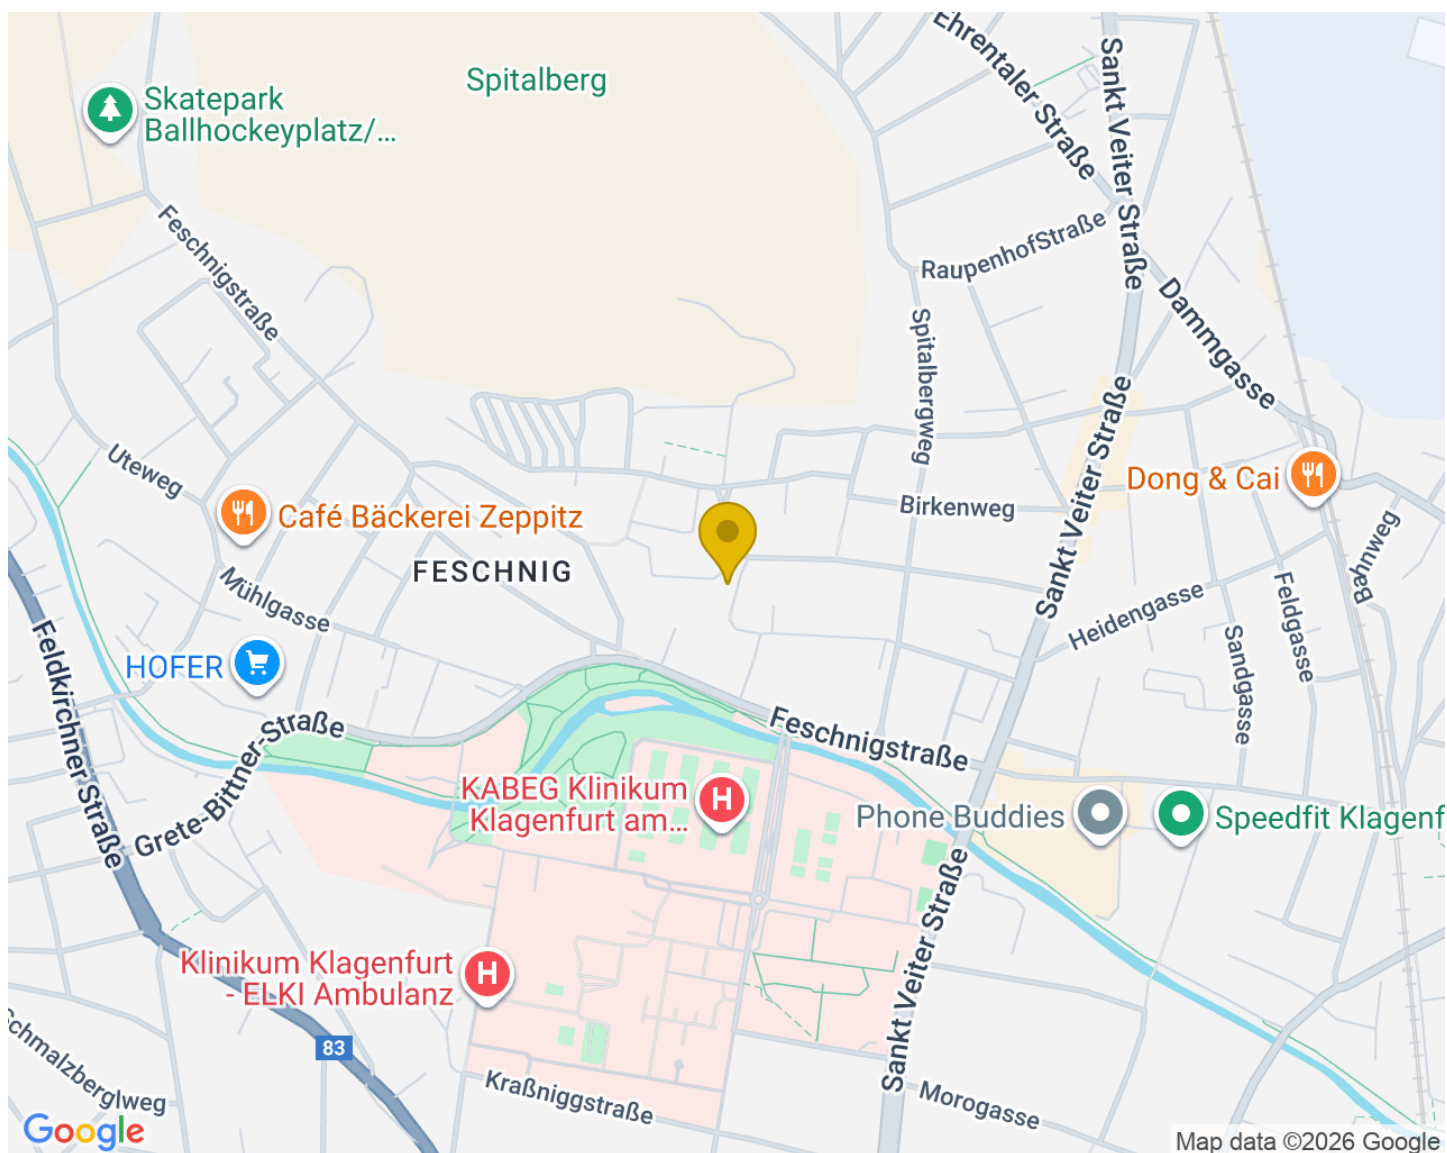 Ehrentaler Straße
Sankt Veiter Straße
Spitalberg
Skatepark
Ballhockeyplatz/...
Feschnigstraße
Raupenhofstraße
Dammgasse
Spitalbergweg
Sankt Veiter Straße
Uteweg
Café Bäckerei Zeppitz
Birkenweg
Dong & Cai
Bahnweg
FESCHNIG
Mühlgasse
Heidengasse
Feldgasse
Sandgasse
HOFER
Feldkirchner Straße
Grete-Bittner-Straße
Feschnigstraße
KABEG Klinikum
Klagenfurt am...
Phone Buddies
Speedfit Klagenf
Sankt Veiter Straße
Klinikum Klagenfurt
- ELKI Ambulanz
83
chmalzberglweg
Kraßniggstraße
Morogasse
Google
Map data ©2026 Google